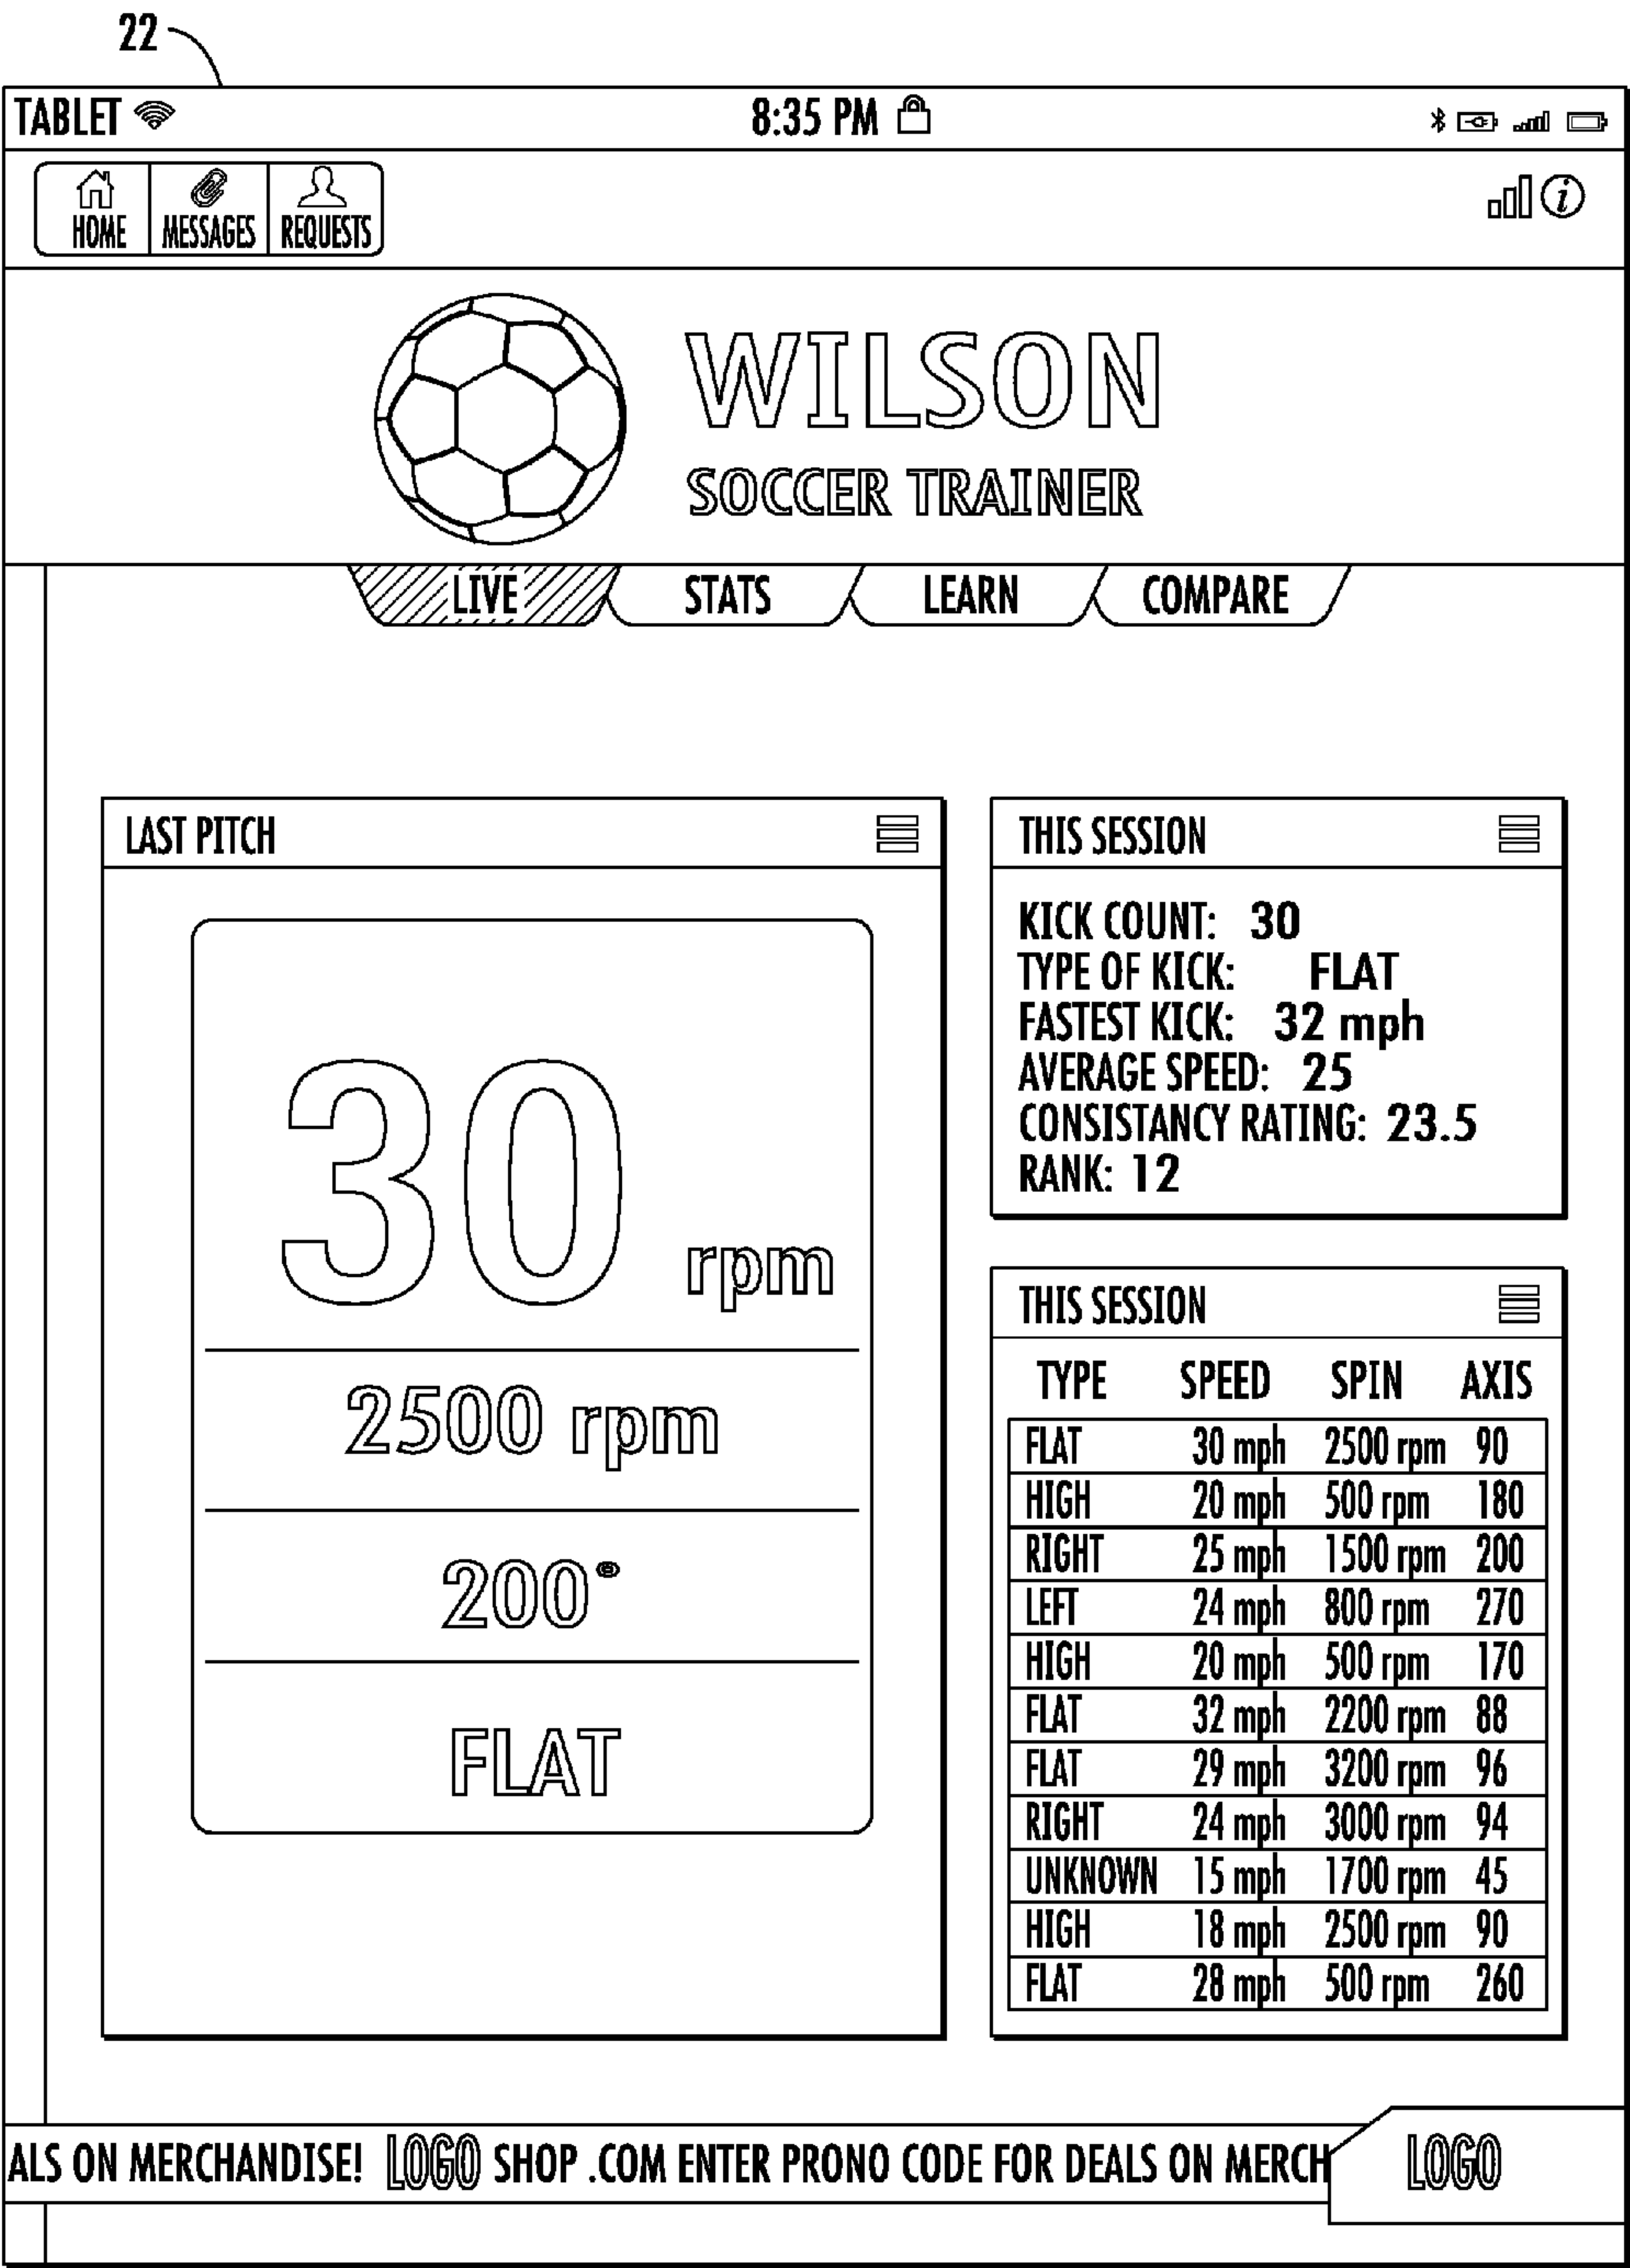 22
TABLET 8:35 PM
HOME MESSAGES REQUESTS
WILSON
SOCCER TRAINER
LIVE STATS LEARN COMPARE
LAST PITCH
30 rpm
2500 rpm
200°
FLAT
THIS SESSION
KICK COUNT: 30
TYPE OF KICK: FLAT
FASTEST KICK: 32 mph
AVERAGE SPEED: 25
CONSISTANCY RATING: 23.5
RANK: 12
THIS SESSION
TYPE SPEED SPIN AXIS
FLAT 30 mph 2500 rpm 90
HIGH 20 mph 500 rpm 180
RIGHT 25 mph 1500 rpm 200
LEFT 24 mph 800 rpm 270
HIGH 20 mph 500 rpm 170
FLAT 32 mph 2200 rpm 88
FLAT 29 mph 3200 rpm 96
RIGHT 24 mph 3000 rpm 94
UNKNOWN 15 mph 1700 rpm 45
HIGH 18 mph 2500 rpm 90
FLAT 28 mph 500 rpm 260
ALS ON MERCHANDISE! LOGO SHOP .COM ENTER PRONO CODE FOR DEALS ON MERCH LOGO